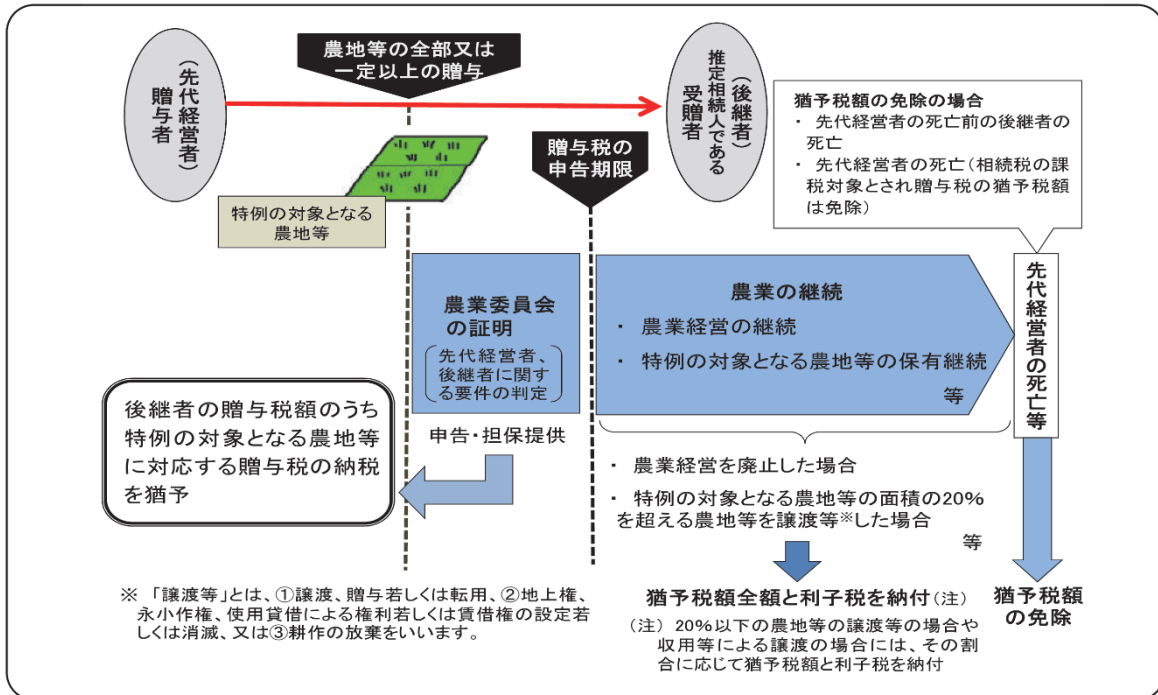 農地等の全部又は
一定以上の贈与
（先代経営者）
贈与者
（後継者）
推定相続人である
受贈者
贈与税の
申告期限
猶予税額の免除の場合
・ 先代経営者の死亡前の後継者の
死亡
・ 先代経営者の死亡（相続税の課
税対象とされ贈与税の猶予税額
は免除）
特例の対象となる
農地等
農業委員会
の証明
先代経営者、
後継者に関す
る要件の判定
農業の継続
・ 農業経営の継続
・ 特例の対象となる農地等の保有継続
等
先代経営者の死亡等
後継者の贈与税額のうち
特例の対象となる農地等
に対応する贈与税の納税
を猶予
申告・担保提供
・ 農業経営を廃止した場合
・ 特例の対象となる農地等の面積の20％
を超える農地等を譲渡等※した場合
等
※ 「譲渡等」とは、①譲渡、贈与若しくは転用、②地上権、
永小作権、使用貸借による権利若しくは賃借権の設定若
しくは消滅、又は③耕作の放棄をいいます。
猶予税額全額と利子税を納付（注）
（注） 20％以下の農地等の譲渡等の場合や
収用等による譲渡の場合には、その割
合に応じて猶予税額と利子税を納付
猶予税額
の免除